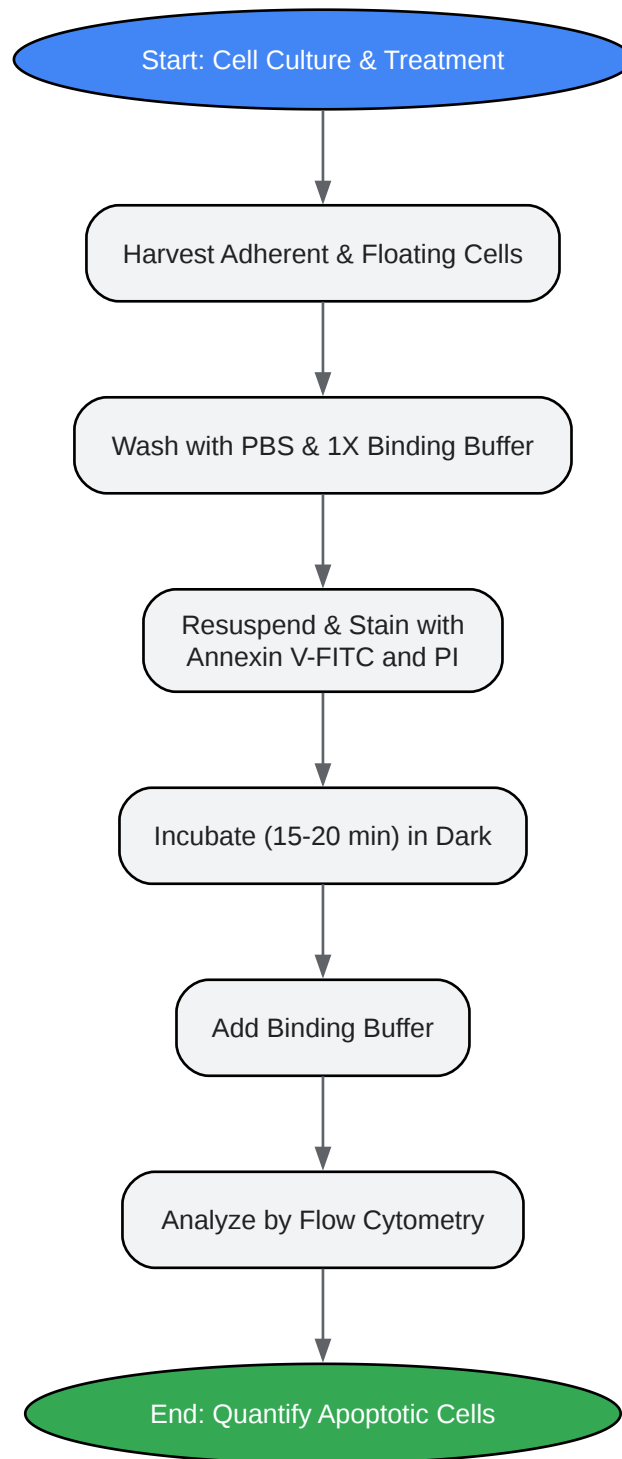 Start: Cell Culture & Treatment
Harvest Adherent & Floating Cells
Wash with PBS & 1X Binding Buffer
Resuspend & Stain with
Annexin V-FITC and PI
Incubate (15-20 min) in Dark
Add Binding Buffer
Analyze by Flow Cytometry
End: Quantify Apoptotic Cells